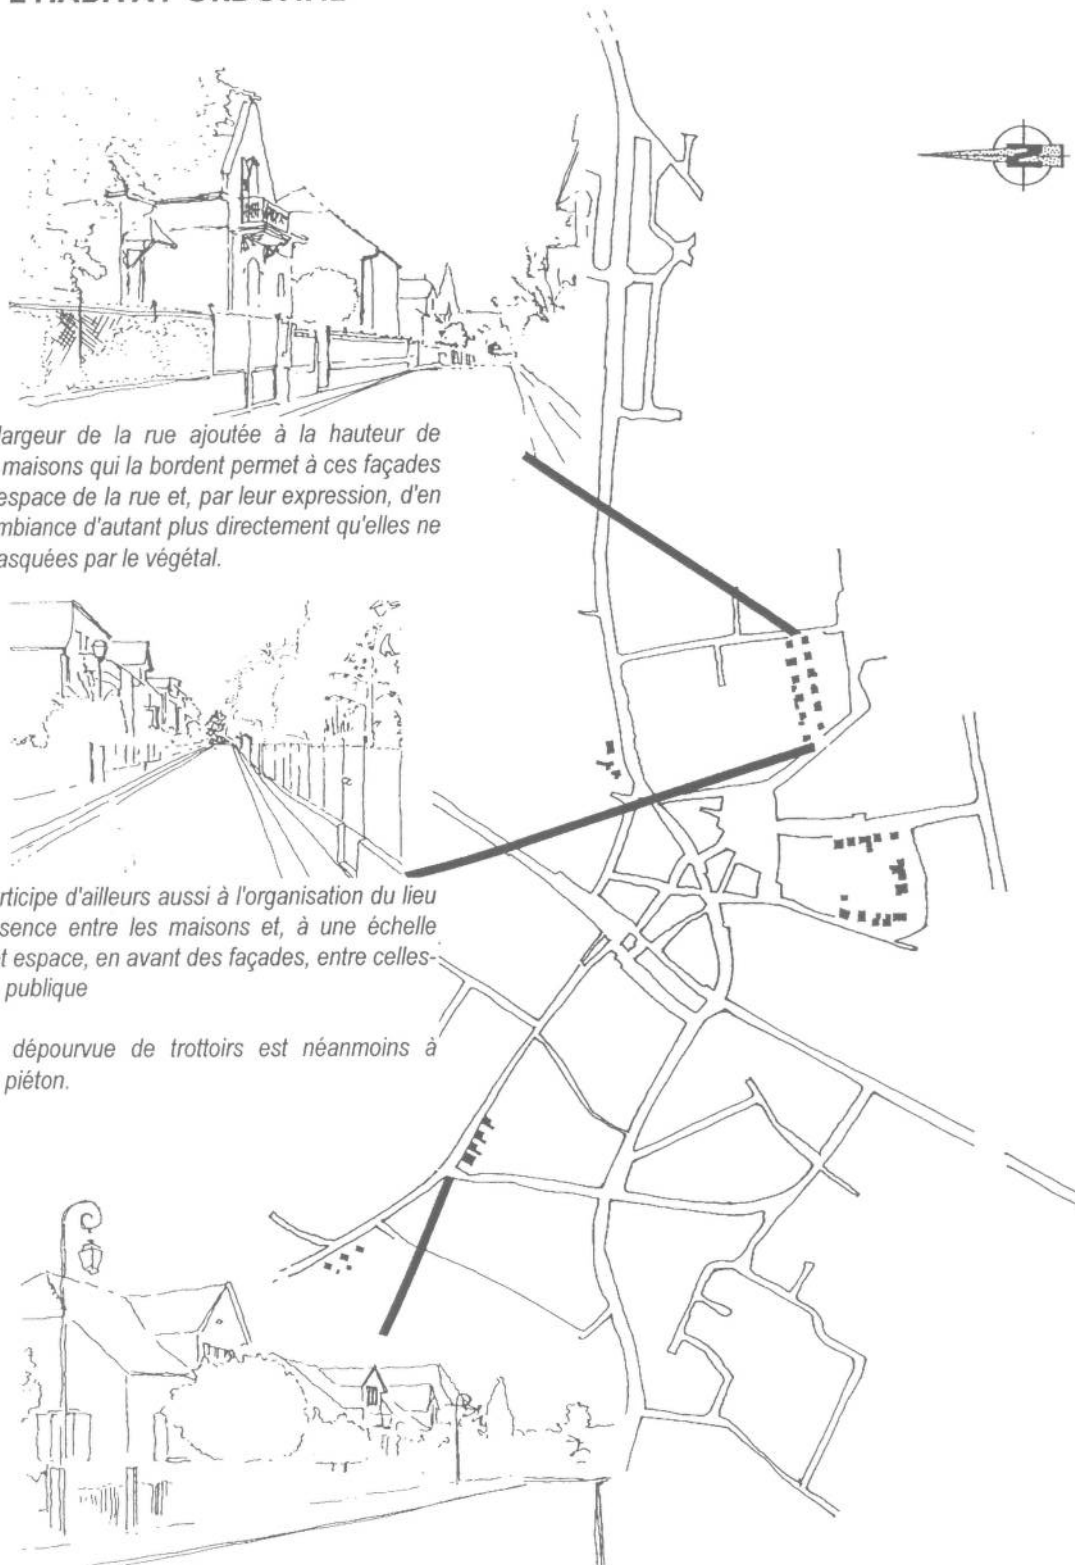 L'HABITAT ORDONNÉ
largeur de la rue ajoutée à la hauteur de
maisons qui la bordent permet à ces façades
espace de la rue et, par leur expression, d'en
mbiance d'autant plus directement qu'elles ne
asquées par le végétal.
rticipe d'ailleurs aussi à l'organisation du lieu
sence entre les maisons et, à une échelle
t espace, en avant des façades, entre celles-
publique
dépourvue de trottoirs est néanmoins à
piéton.
N